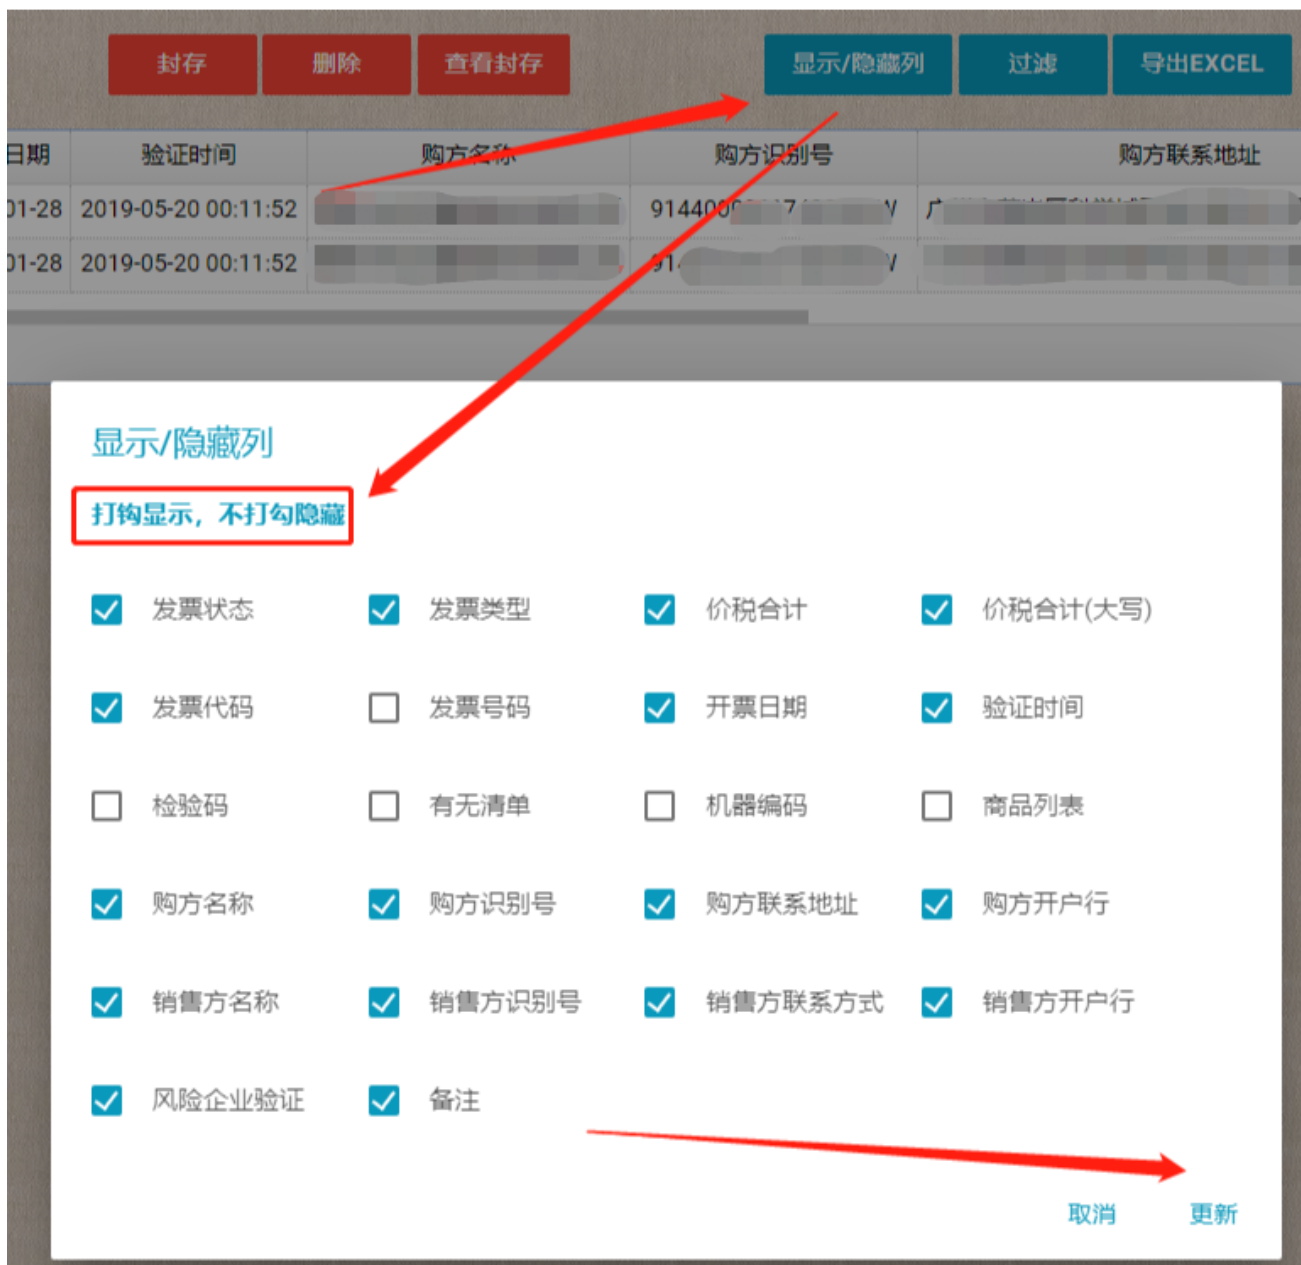 封存 删除 查看封存 显示/隐藏列 过滤 导出EXCEL
日期 验证时间 购方名称 购方识别号 购方联系地址
01-28 2019-05-20 00:11:52
01-28 2019-05-20 00:11:52
显示/隐藏列
打钩显示，不打勾隐藏
发票状态 发票类型 价税合计 价税合计(大写)
发票代码 发票号码 开票日期 验证时间
检验码 有无清单 机器编码 商品列表
购方名称 购方识别号 购方联系地址 购方开户行
销售方名称 销售方识别号 销售方联系方式 销售方开户行
风险企业验证 备注
取消 更新